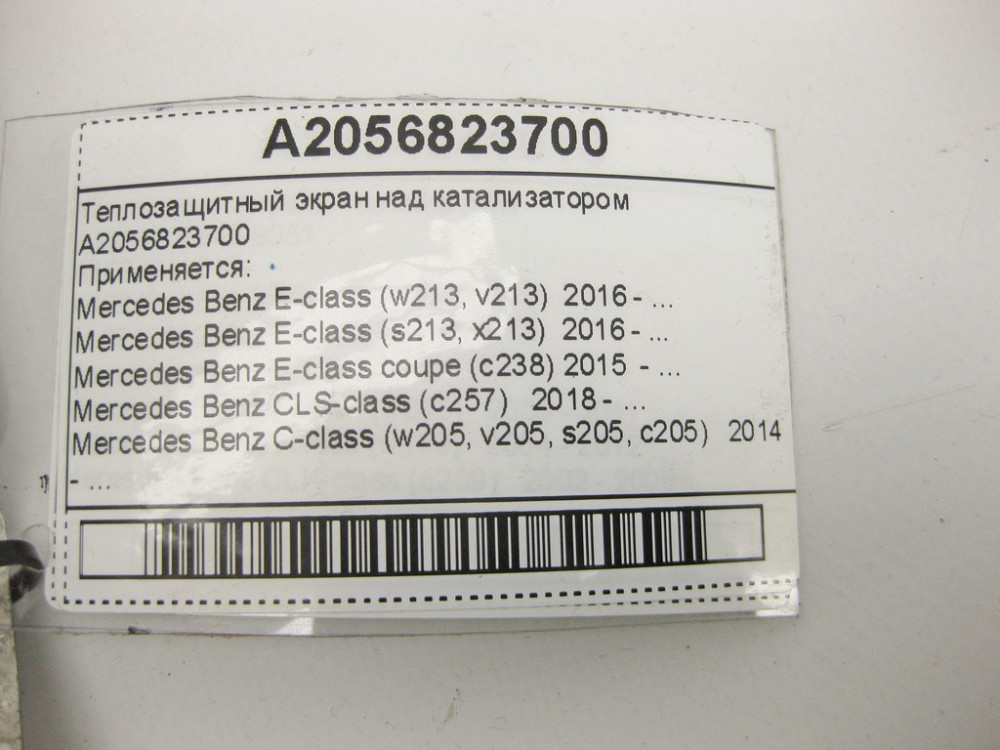 A2056823700
Теплозащитный экран над катализатором
A2056823700
Применяется:
Mercedes Benz E-class (w213, v213) 2016 - ...
Mercedes Benz E-class (s213, x213) 2016 - ...
Mercedes Benz E-class coupe (c238) 2015 - ...
Mercedes Benz CLS-class (c257) 2018 - ...
Mercedes Benz C-class (w205, v205, s205, c205) 2014
- ...